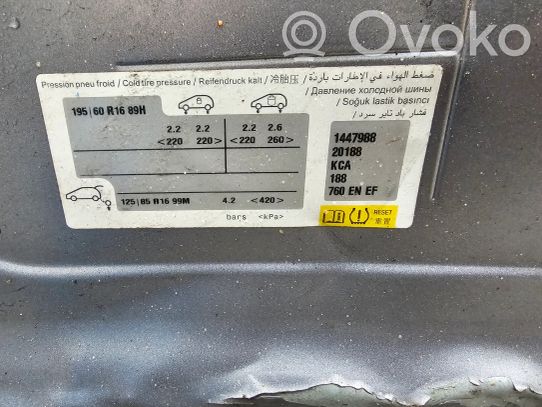 Ovoko
Pression pneu froid / Cold tire pressure / Reifendruck kalt / 冷胎压 / ضغط الهواء في الإطارات باردة
/ Давление холодной шины
/ Soğuk lastik basıncı
/ فشار باد تایر سرد
195 | 60 R16 89H
2.2 2.2 2.2 2.6
<220 220> <220 260>
125 | 85 R16 99M 4.2 <420>
bars <kPa>
1447988
20188
KCA
188
760 EN EF
RESET